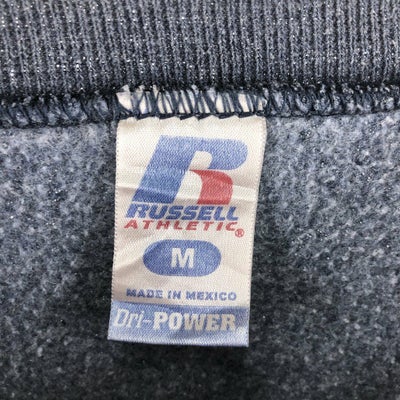 R
RUSSELL
ATHLETIC®
M
MADE IN MEXICO
Dri-POWER